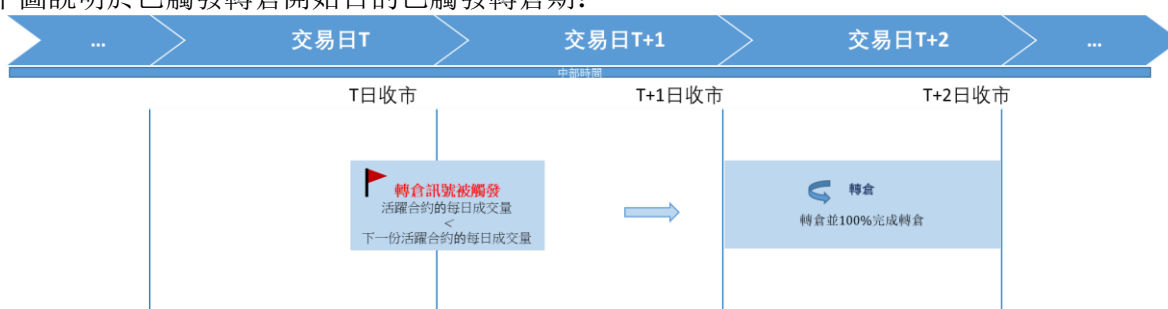 下圖說明於已觸發轉倉開始日的已觸發轉倉期:
... 交易日T 交易日T+1 交易日T+2 ...
中部時間
T日收市 T+1日收市 T+2日收市
轉倉訊號被觸發
活躍合約的每日成交量
<
下一份活躍合約的每日成交量
轉倉
轉倉並100%完成轉倉